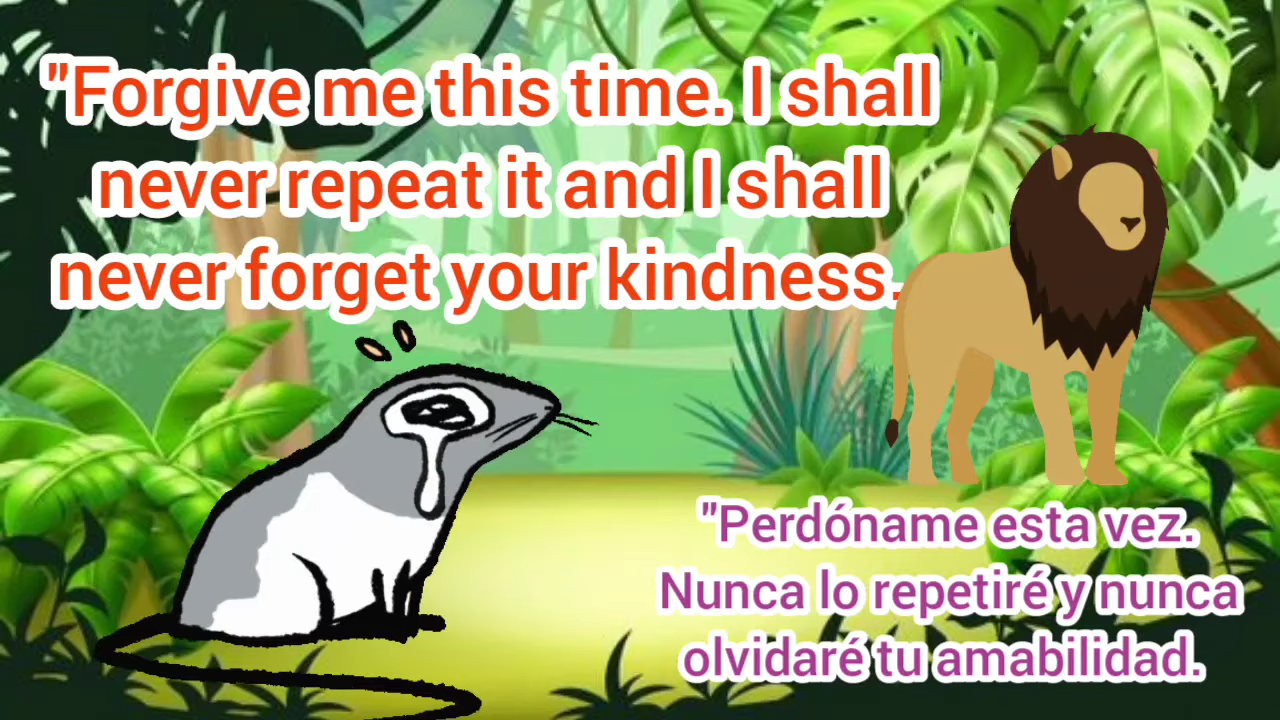 "Forgive me this time. I shall
never repeat it and I shall
never forget your kindness.
"Perdóname esta vez.
Nunca lo repetiré y nunca
olvidaré tu amabilidad.